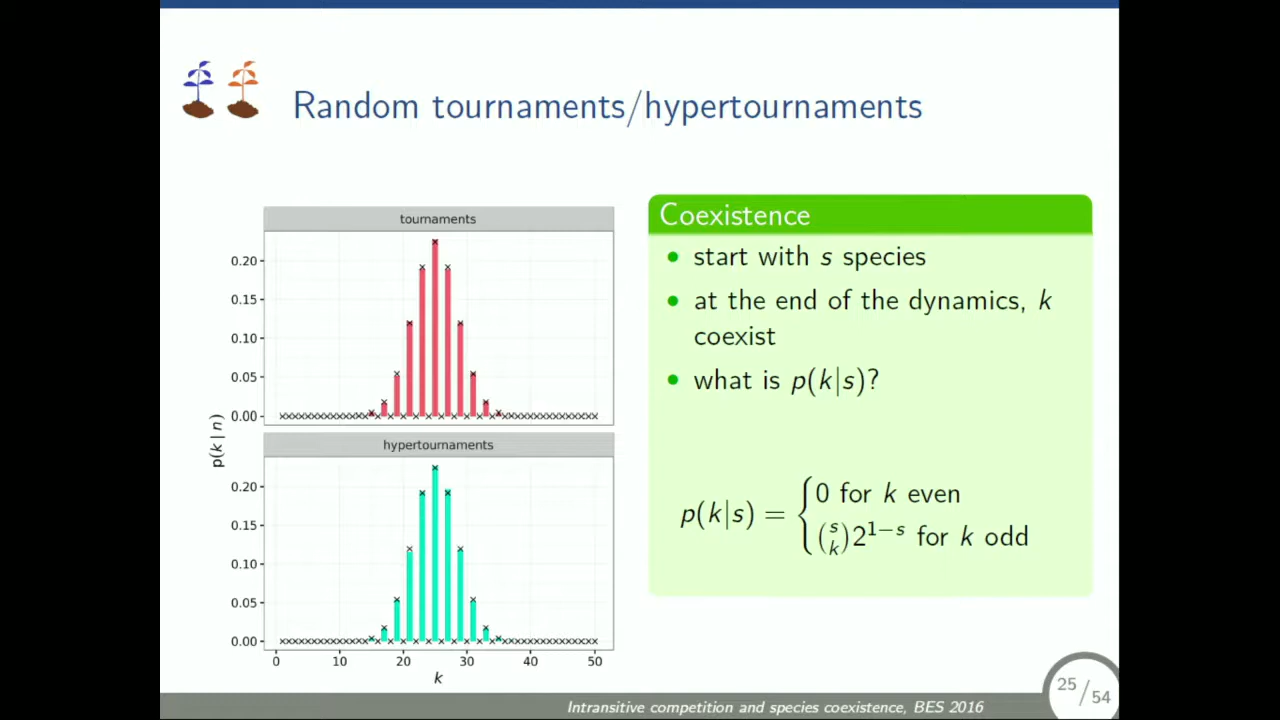 Random tournaments/hypertournaments
tournaments
0.20
0.15
0.10
0.05
0.00
hypertournaments
0.20
0.15
0.10
0.05
0.00
0 10 20 30 40 50
k
p(k | n)
Coexistence
• start with s species
• at the end of the dynamics, k
coexist
• what is p(k|s)?
p(k|s) = {0 for k even
(s k)2^{1−s} for k odd
25/54
Intransitive competition and species coexistence, BES 2016